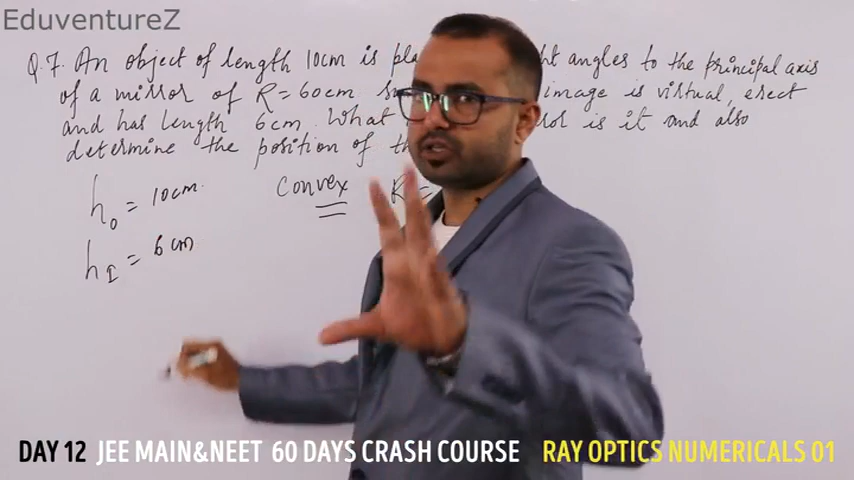 EduventureZ
Q.7. An object of length 10cm is pla ht angles to the principal axis
of a mirror of R = 60cm su image is virtual, erect
and has length 6cm. What ror is it and also
determine the position of th
h₀ = 10cm. Convex R =
h_I = 6cm
DAY 12 JEE MAIN&NEET 60 DAYS CRASH COURSE RAY OPTICS NUMERICALS 01